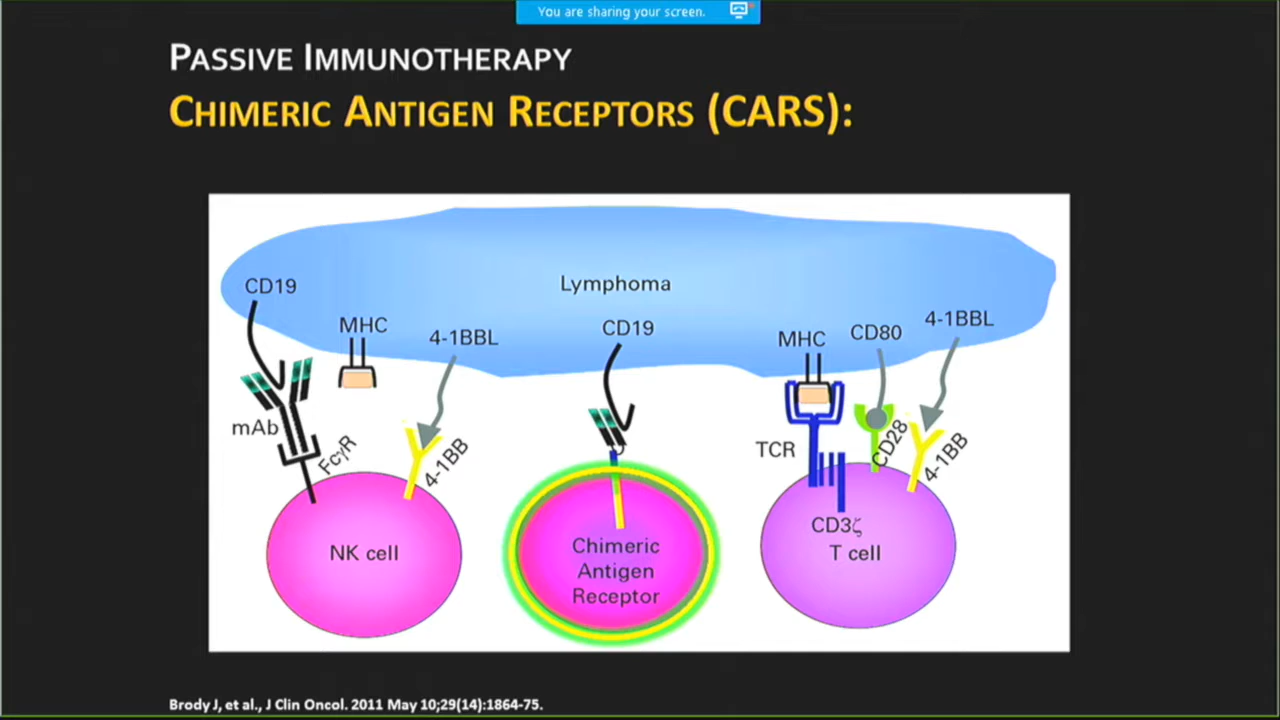 You are sharing your screen.
PASSIVE IMMUNOTHERAPY
CHIMERIC ANTIGEN RECEPTORS (CARS):
CD19
Lymphoma
MHC
4-1BBL
CD19
MHC
CD80
4-1BBL
mAb
FcγR
4-1BB
TCR
CD28
4-1BB
NK cell
Chimeric
Antigen
Receptor
CD3ζ
T cell
Brody J, et al., J Clin Oncol. 2011 May 10;29(14):1864-75.